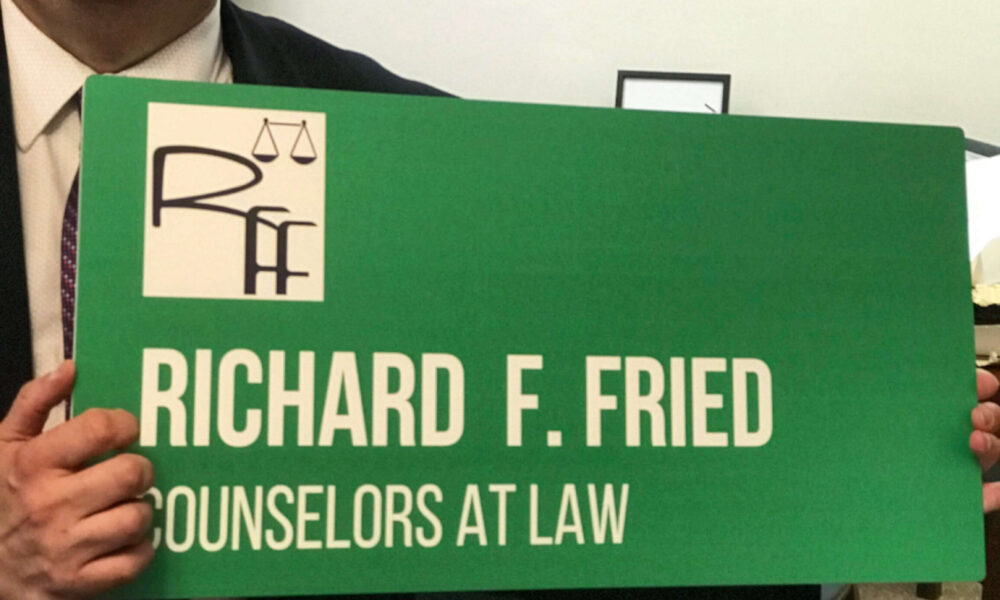 RFF
RICHARD F. FRIED
COUNSELORS AT LAW